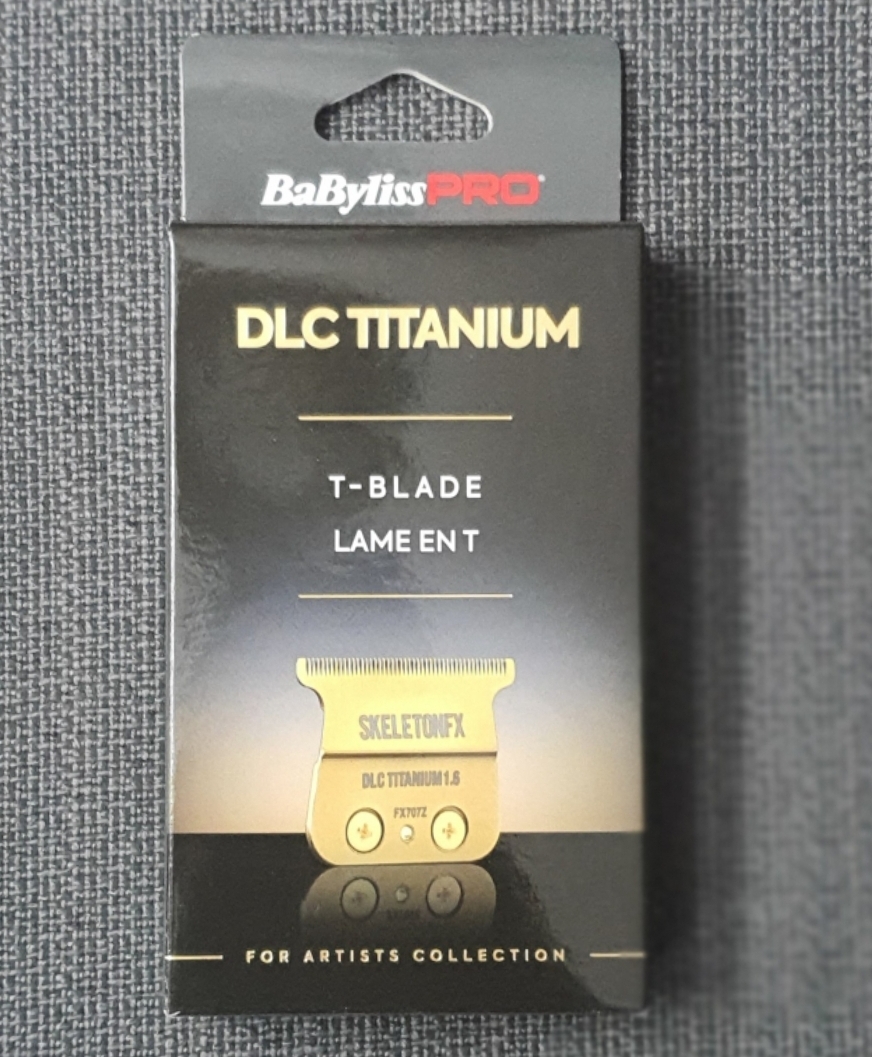 BaBylissPRO®
DLC TITANIUM
T-BLADE
LAME EN T
SKELETONFX
DLC TITANIUM 1.6
FX707Z
FOR ARTISTS COLLECTION